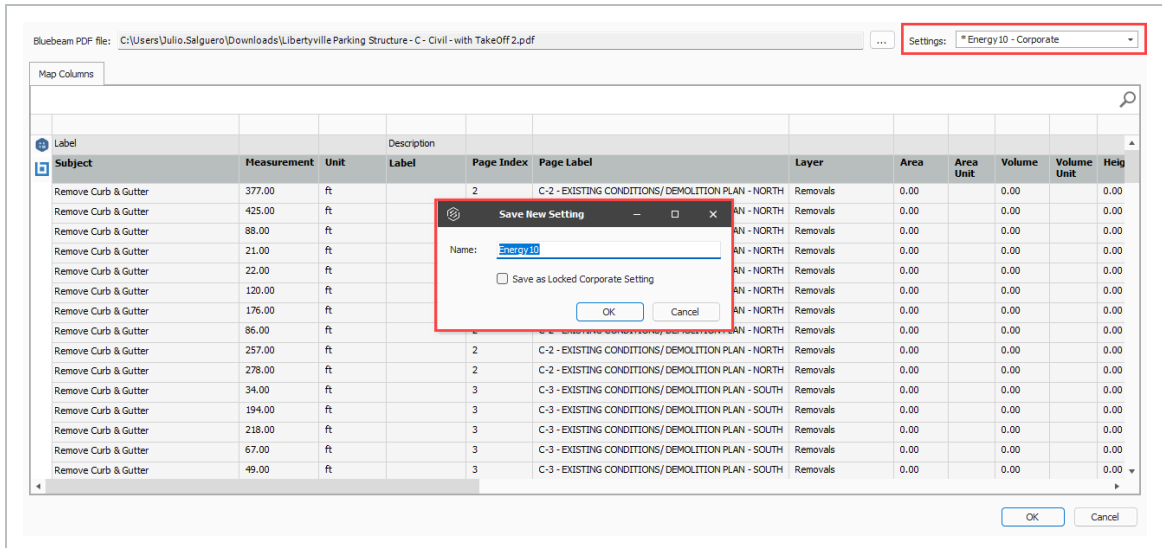 Bluebeam PDF file: C:\Users\Julio.Salguero\Downloads\Libertyville Parking Structure - C - Civil - with TakeOff 2.pdf ... Settings: * Energy10 - Corporate
Map Columns
Label Description
Subject Measurement Unit Label Page Index Page Label Layer Area Area Unit Volume Volume Unit Heig
Remove Curb & Gutter 377.00 ft 2 C-2 - EXISTING CONDITIONS/ DEMOLITION PLAN - NORTH Removals 0.00 0.00 0.00
Remove Curb & Gutter 425.00 ft AN - NORTH Removals 0.00 0.00 0.00
Remove Curb & Gutter 88.00 ft AN - NORTH Removals 0.00 0.00 0.00
Remove Curb & Gutter 21.00 ft AN - NORTH Removals 0.00 0.00 0.00
Remove Curb & Gutter 22.00 ft AN - NORTH Removals 0.00 0.00 0.00
Remove Curb & Gutter 120.00 ft AN - NORTH Removals 0.00 0.00 0.00
Remove Curb & Gutter 176.00 ft AN - NORTH Removals 0.00 0.00 0.00
Remove Curb & Gutter 86.00 ft AN - NORTH Removals 0.00 0.00 0.00
Remove Curb & Gutter 257.00 ft 2 C-2 - EXISTING CONDITIONS/ DEMOLITION PLAN - NORTH Removals 0.00 0.00 0.00
Remove Curb & Gutter 278.00 ft 2 C-2 - EXISTING CONDITIONS/ DEMOLITION PLAN - NORTH Removals 0.00 0.00 0.00
Remove Curb & Gutter 34.00 ft 3 C-3 - EXISTING CONDITIONS/ DEMOLITION PLAN - SOUTH Removals 0.00 0.00 0.00
Remove Curb & Gutter 194.00 ft 3 C-3 - EXISTING CONDITIONS/ DEMOLITION PLAN - SOUTH Removals 0.00 0.00 0.00
Remove Curb & Gutter 218.00 ft 3 C-3 - EXISTING CONDITIONS/ DEMOLITION PLAN - SOUTH Removals 0.00 0.00 0.00
Remove Curb & Gutter 67.00 ft 3 C-3 - EXISTING CONDITIONS/ DEMOLITION PLAN - SOUTH Removals 0.00 0.00 0.00
Remove Curb & Gutter 49.00 ft 3 C-3 - EXISTING CONDITIONS/ DEMOLITION PLAN - SOUTH Removals 0.00 0.00 0.00
Save New Setting
Name: Energy10
Save as Locked Corporate Setting
OK Cancel
OK Cancel